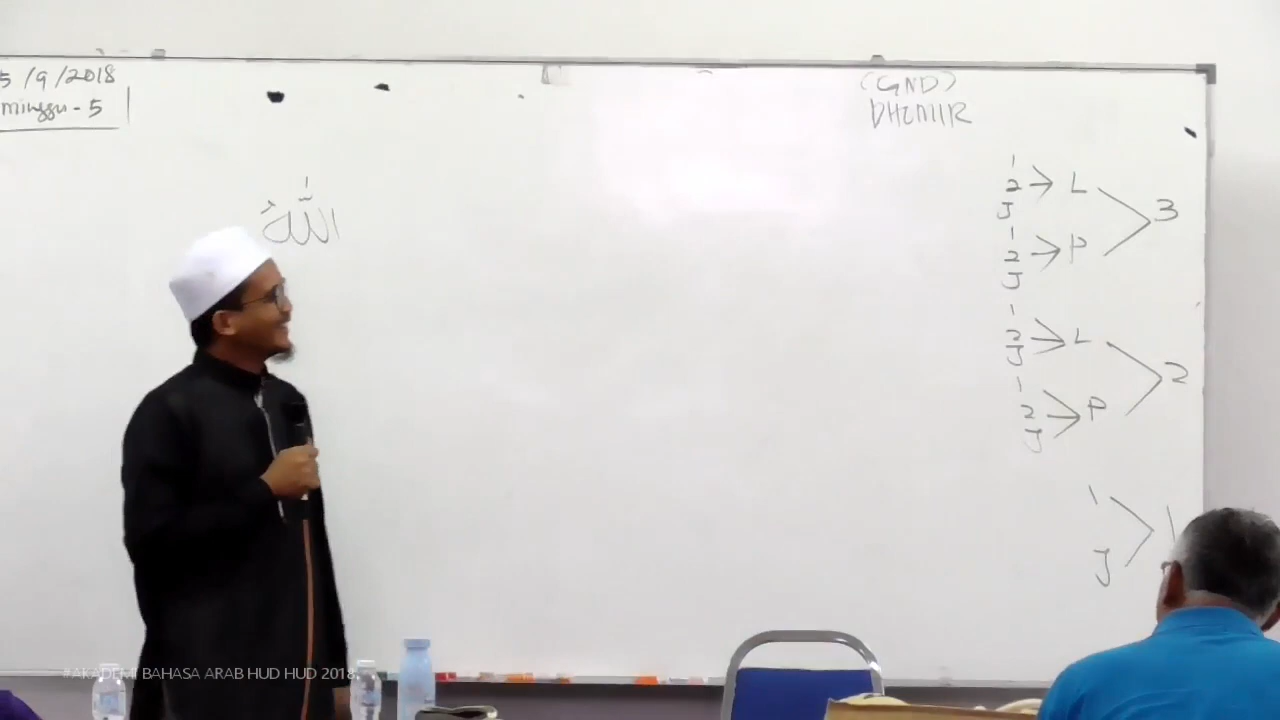 5/9/2018
minggu - 5
الله
(GND)
DHOMIR
1
2 → L
J
3
1
2 → P
J
1
2 → L
J
2
1
2 → P
J
1
1
J
#AKADEMI BAHASA ARAB HUD HUD 2018